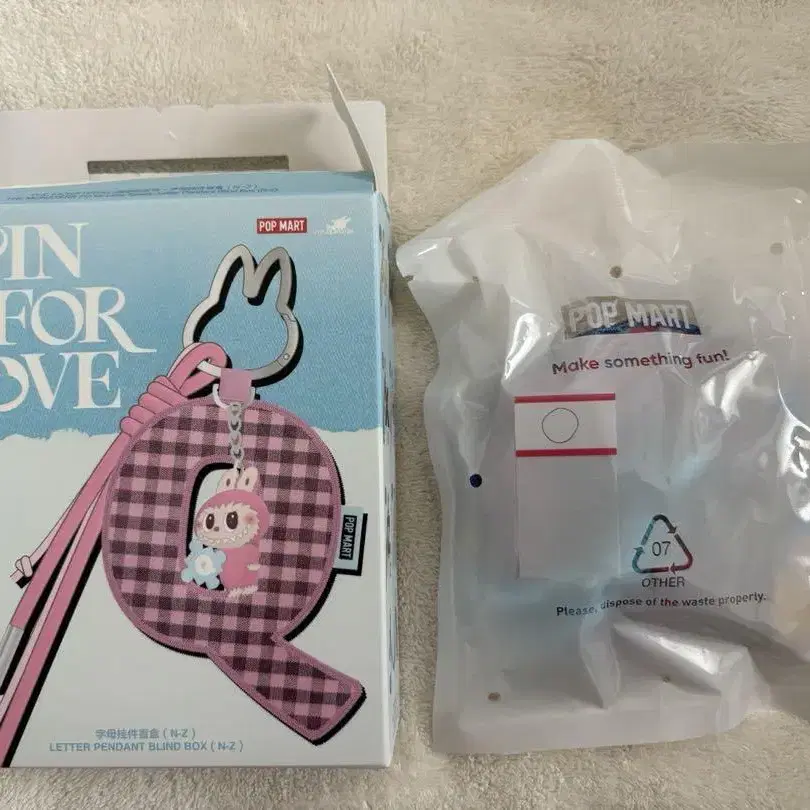 POP MART
PIN
FOR
OVE
POP MART
字母挂件盲盒 ( N-Z )
LETTER PENDANT BLIND BOX ( N-Z )
POP MART
Make something fun!
07
OTHER
Please, dispose of the waste properly.